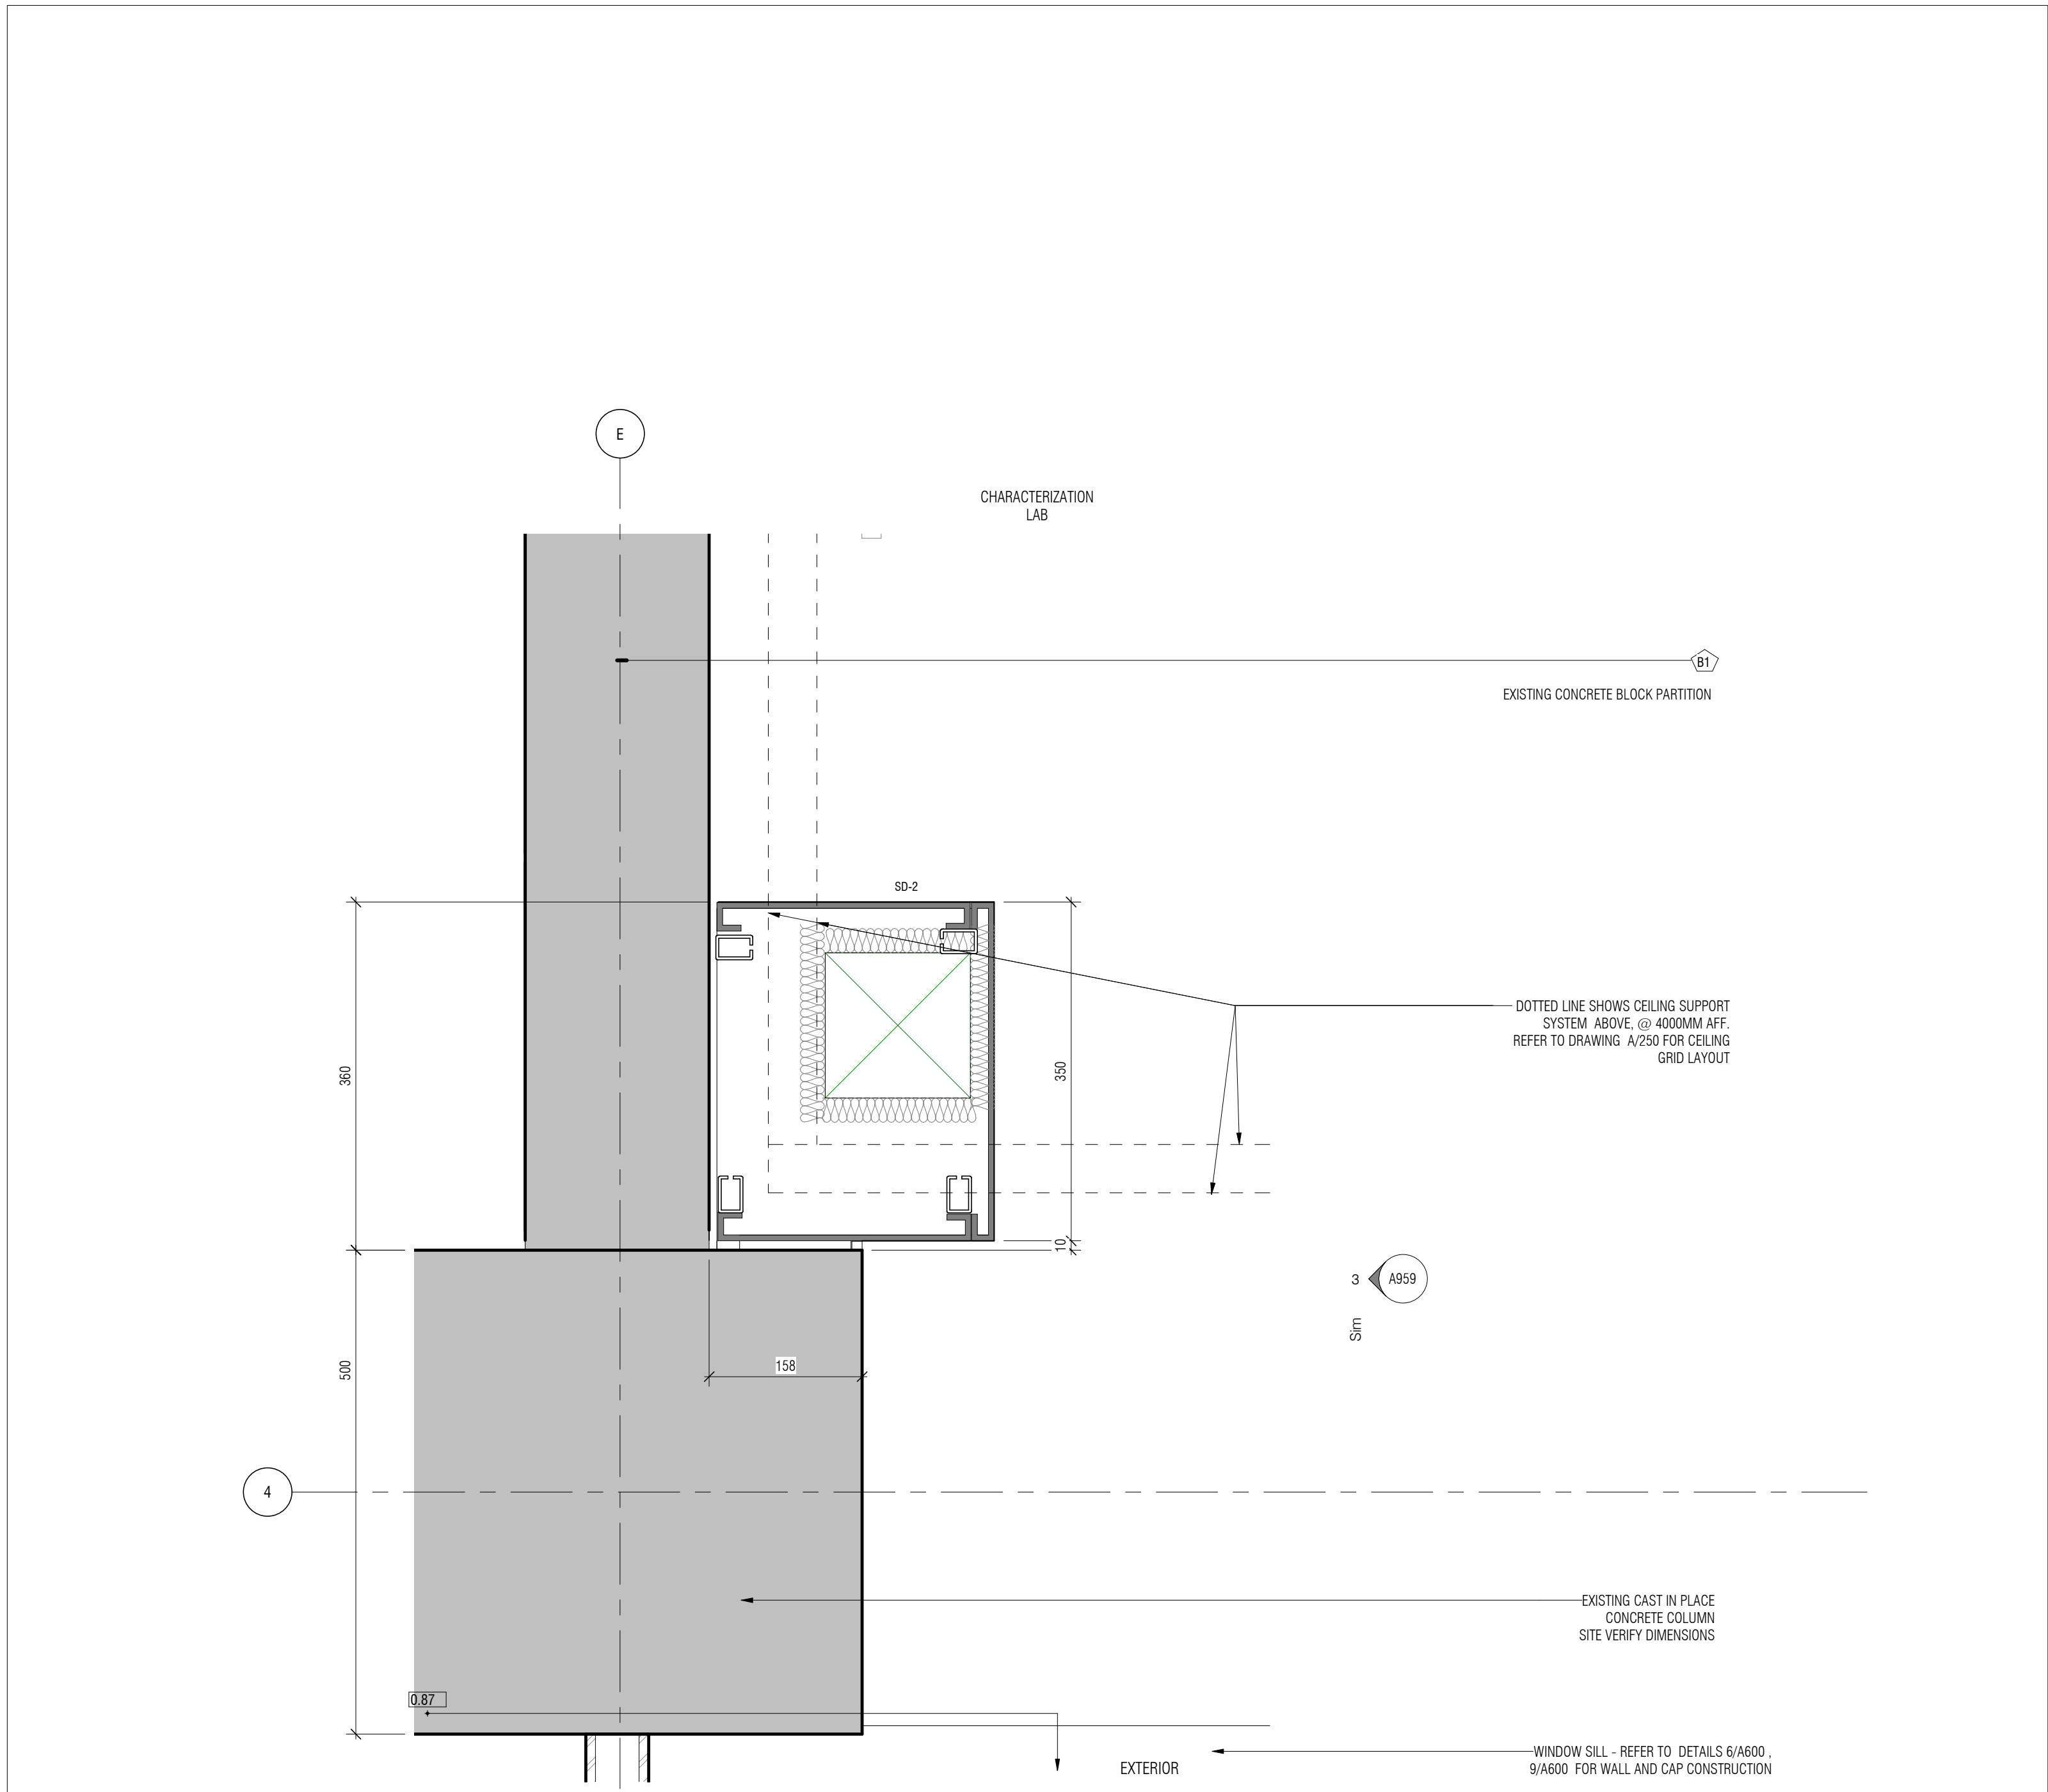 E
CHARACTERIZATION
LAB
B1
EXISTING CONCRETE BLOCK PARTITION
SD-2
DOTTED LINE SHOWS CEILING SUPPORT
SYSTEM ABOVE, @ 4000MM AFF.
REFER TO DRAWING A/250 FOR CEILING
GRID LAYOUT
360
350
10
3
A959
Sim
500
158
4
EXISTING CAST IN PLACE
CONCRETE COLUMN
SITE VERIFY DIMENSIONS
0.87
EXTERIOR
WINDOW SILL - REFER TO DETAILS 6/A600 ,
9/A600 FOR WALL AND CAP CONSTRUCTION